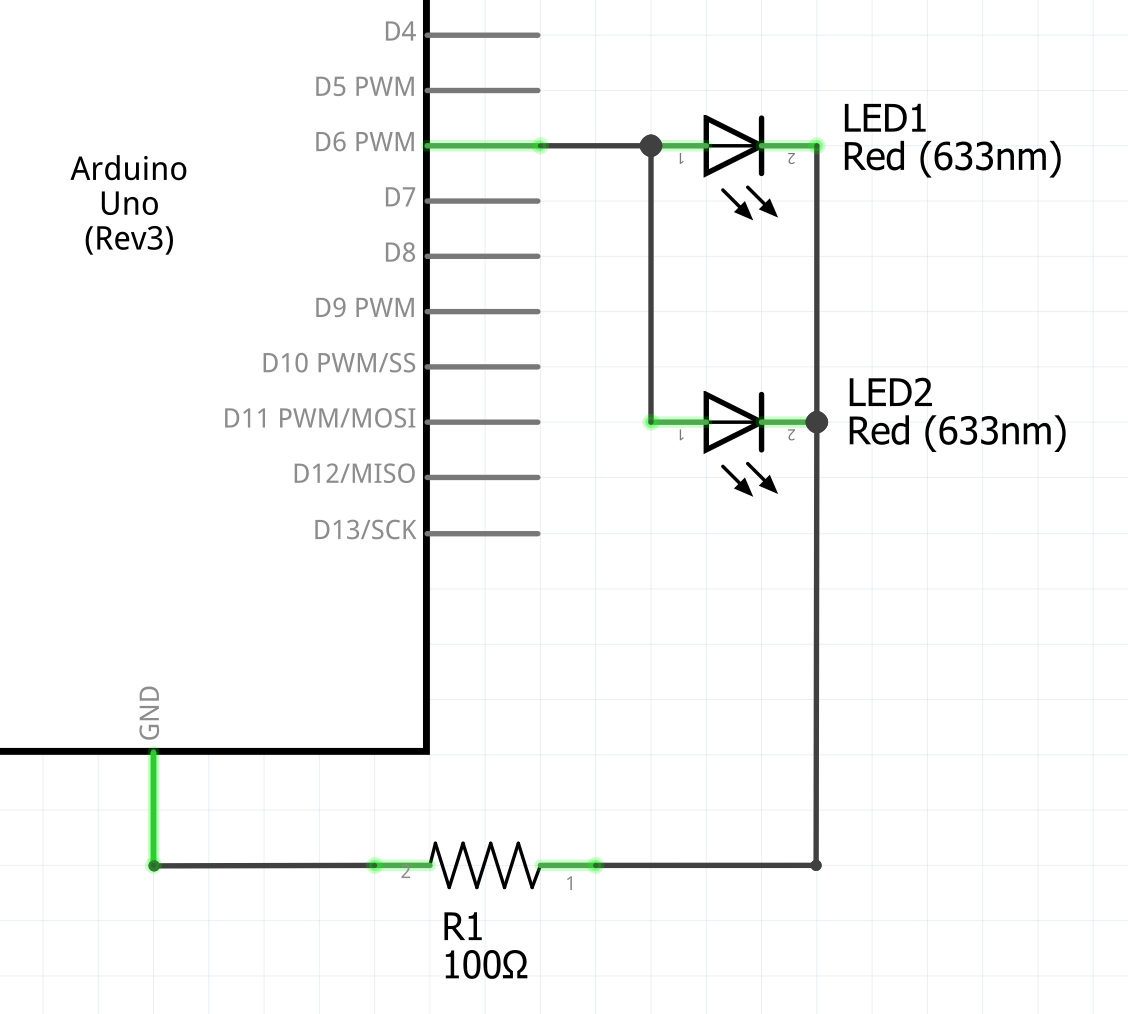 D4
D5 PWM
D6 PWM
D7
D8
D9 PWM
D10 PWM/SS
D11 PWM/MOSI
D12/MISO
D13/SCK
Arduino
Uno
(Rev3)
GND
LED1
Red (633nm)
1
2
LED2
Red (633nm)
1
2
2
1
R1
100Ω